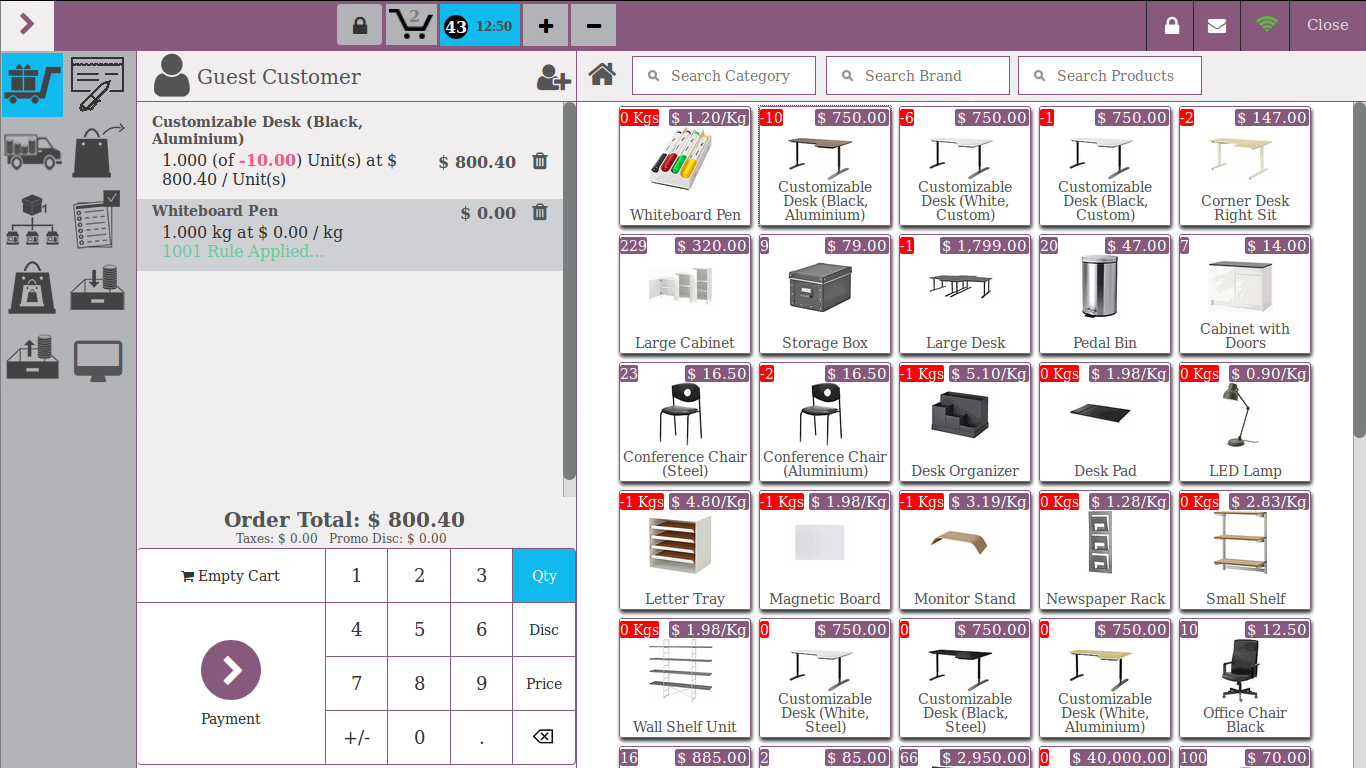 2
43 12:50
+
−
Close
Guest Customer
Search Category
Search Brand
Search Products
Customizable Desk (Black,
Aluminium)
1.000 (of -10.00) Unit(s) at $
800.40 / Unit(s)
$ 800.40
Whiteboard Pen
$ 0.00
1.000 kg at $ 0.00 / kg
1001 Rule Applied...
Order Total: $ 800.40
Taxes: $ 0.00 Promo Disc: $ 0.00
Empty Cart
1 2 3 Qty
4 5 6 Disc
7 8 9 Price
+/- 0 .
Payment
0 Kgs $ 1.20/Kg
Whiteboard Pen
-10 $ 750.00
Customizable
Desk (Black,
Aluminium)
-6 $ 750.00
Customizable
Desk (White,
Custom)
-1 $ 750.00
Customizable
Desk (Black,
Custom)
-2 $ 147.00
Corner Desk
Right Sit
229 $ 320.00
Large Cabinet
9 $ 79.00
Storage Box
-1 $ 1,799.00
Large Desk
20 $ 47.00
Pedal Bin
7 $ 14.00
Cabinet with
Doors
23 $ 16.50
Conference Chair
(Steel)
-2 $ 16.50
Conference Chair
(Aluminium)
-1 Kgs $ 5.10/Kg
Desk Organizer
0 Kgs $ 1.98/Kg
Desk Pad
0 Kgs $ 0.90/Kg
LED Lamp
-1 Kgs $ 4.80/Kg
Letter Tray
-1 Kgs $ 1.98/Kg
Magnetic Board
-1 Kgs $ 3.19/Kg
Monitor Stand
0 Kgs $ 1.28/Kg
Newspaper Rack
0 Kgs $ 2.83/Kg
Small Shelf
0 Kgs $ 1.98/Kg
Wall Shelf Unit
0 $ 750.00
Customizable
Desk (White,
Steel)
0 $ 750.00
Customizable
Desk (Black,
Steel)
0 $ 750.00
Customizable
Desk (White,
Aluminium)
10 $ 12.50
Office Chair
Black
16 $ 885.00
2 $ 85.00
66 $ 2,950.00
0 $ 40,000.00
100 $ 70.00